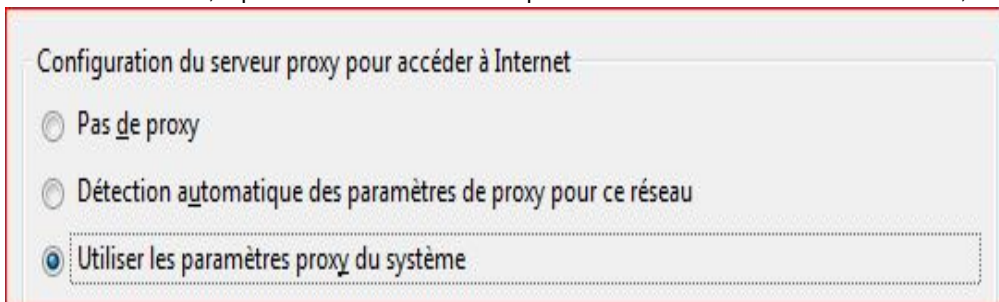 Configuration du serveur proxy pour accéder à Internet
Pas de proxy
Détection automatique des paramètres de proxy pour ce réseau
Utiliser les paramètres proxy du système